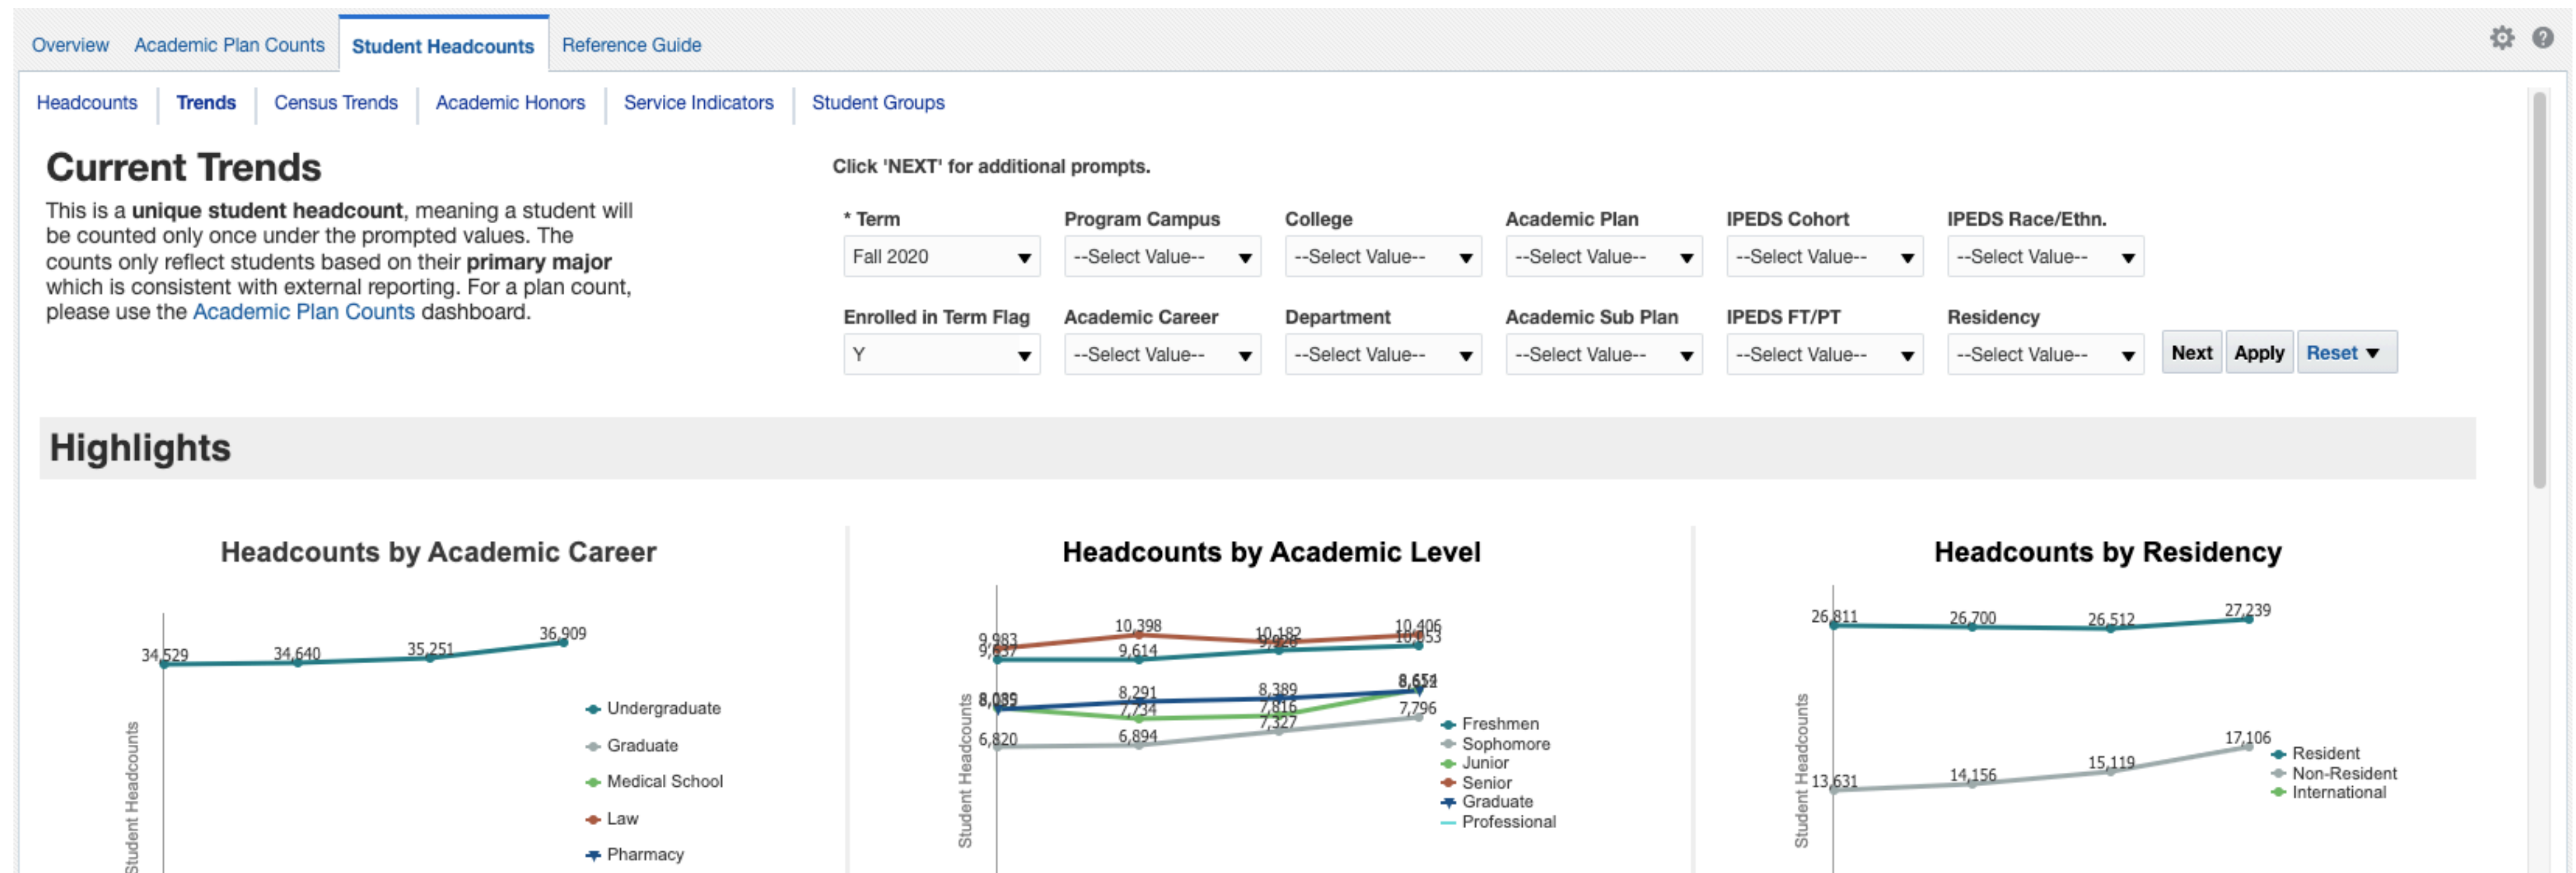 Overview Academic Plan Counts Student Headcounts Reference Guide
Headcounts Trends Census Trends Academic Honors Service Indicators Student Groups
Current Trends
This is a unique student headcount, meaning a student will
be counted only once under the prompted values. The
counts only reflect students based on their primary major
which is consistent with external reporting. For a plan count,
please use the Academic Plan Counts dashboard.
Click 'NEXT' for additional prompts.
* Term Program Campus College Academic Plan IPEDS Cohort IPEDS Race/Ethn.
Fall 2020 --Select Value-- --Select Value-- --Select Value-- --Select Value-- --Select Value--
Enrolled in Term Flag Academic Career Department Academic Sub Plan IPEDS FT/PT Residency
Y --Select Value-- --Select Value-- --Select Value-- --Select Value-- --Select Value-- Next Apply Reset
Highlights
Headcounts by Academic Career
34,529 34,640 35,251 36,909
Student Headcounts
Undergraduate
Graduate
Medical School
Law
Pharmacy
Headcounts by Academic Level
9,983 10,398 10,182 10,406
9,614
8,291 8,389
7,734 7,816 7,796
6,820 6,894 7,327
Student Headcounts
Freshmen
Sophomore
Junior
Senior
Graduate
Professional
Headcounts by Residency
26,811 26,700 26,512 27,239
13,631 14,156 15,119 17,106
Student Headcounts
Resident
Non-Resident
International